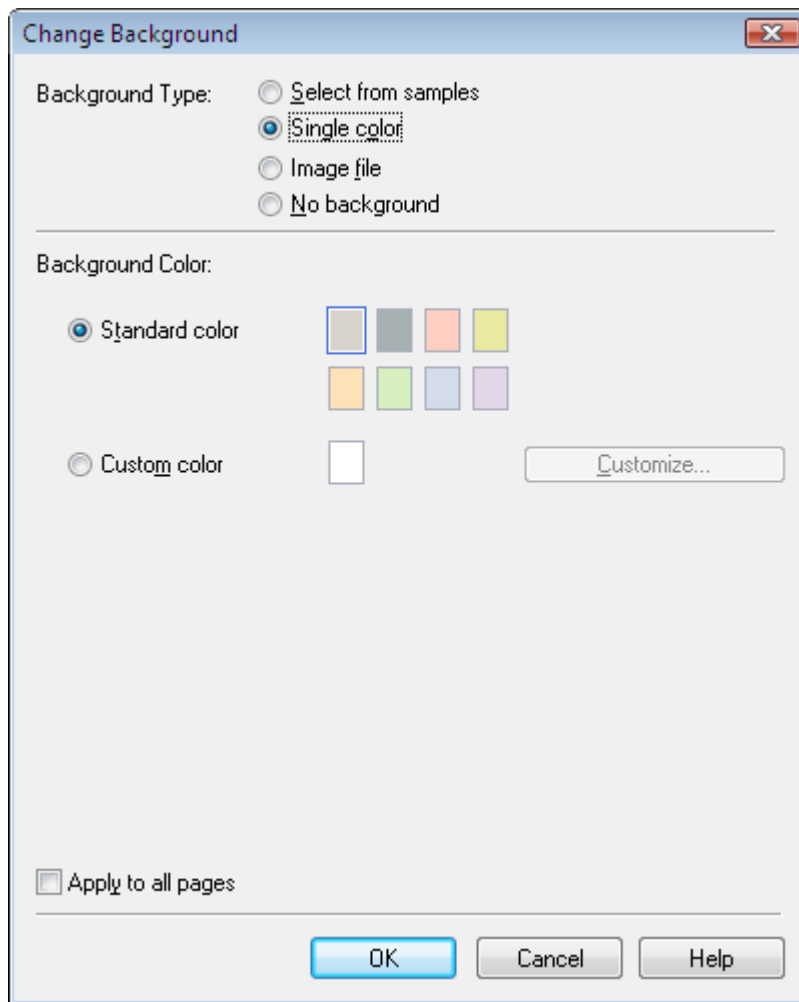 Change Background
Background Type:
Select from samples
Single color
Image file
No background
Background Color:
Standard color
Custom color
Customize...
Apply to all pages
OK Cancel Help